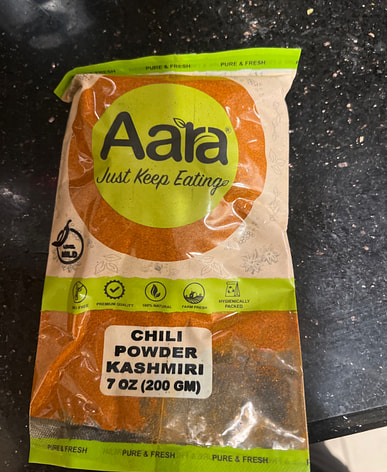 PURE & FRESH
PURE & FRESH
Aara®
Just Keep Eating
MILD
PREMIUM QUALITY
100% NATURAL
FARM FRESH
HYGIENICALLY
PACKED
CHILI
POWDER
KASHMIRI
7 OZ (200 GM)
PURE & FRESH
PURE & FRESH
PURE & FRESH